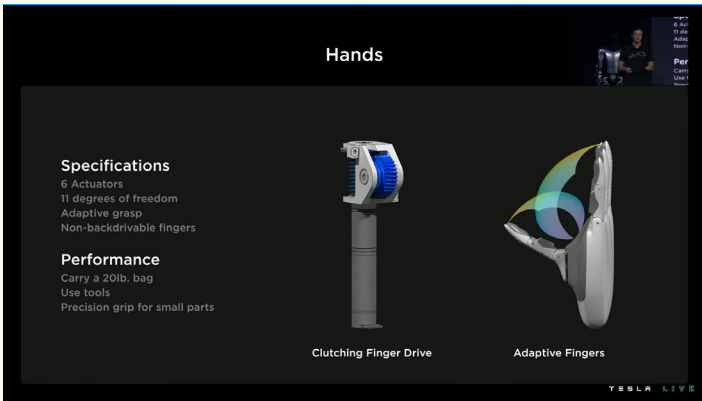 Hands
Specifications
6 Actuators
11 degrees of freedom
Adaptive grasp
Non-backdrivable fingers
Performance
Carry a 20lb. bag
Use tools
Precision grip for small parts
Clutching Finger Drive
Adaptive Fingers
TESLA LIVE